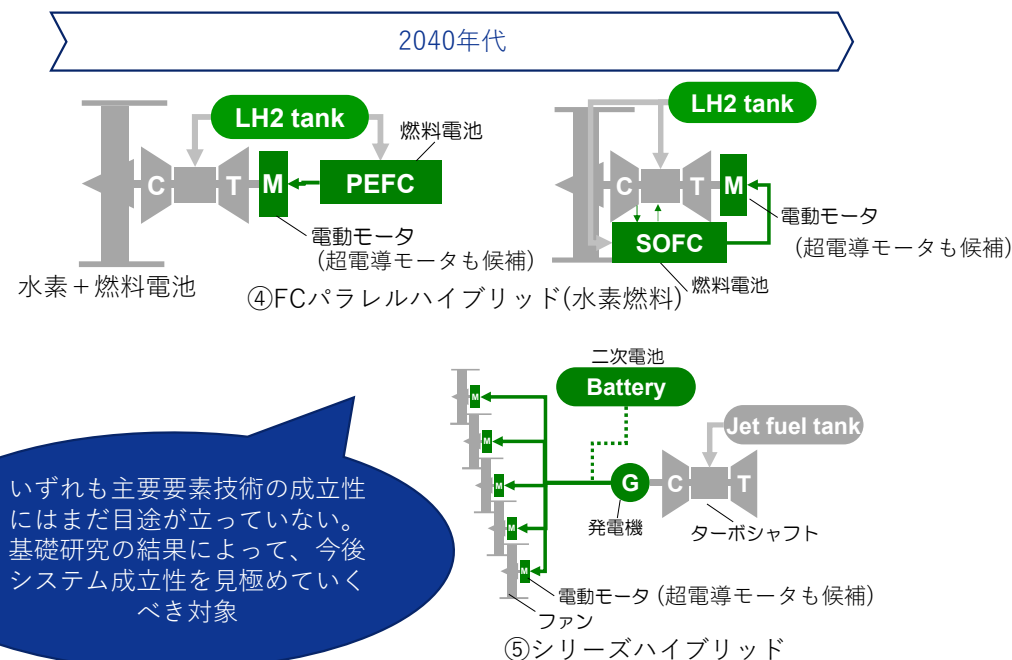 2040年代
LH2 tank
燃料電池
C
T
M
PEFC
電動モータ
(超電導モータも候補)
水素+燃料電池
LH2 tank
C
T
M
電動モータ
(超電導モータも候補)
SOFC
燃料電池
④FCパラレルハイブリッド(水素燃料)
二次電池
Battery
Jet fuel tank
M
M
M
M
M
G
C
T
発電機
ターボシャフト
電動モータ (超電導モータも候補)
ファン
⑤シリーズハイブリッド
いずれも主要要素技術の成立性
にはまだ目途が立っていない。
基礎研究の結果によって、今後
システム成立性を見極めていく
べき対象